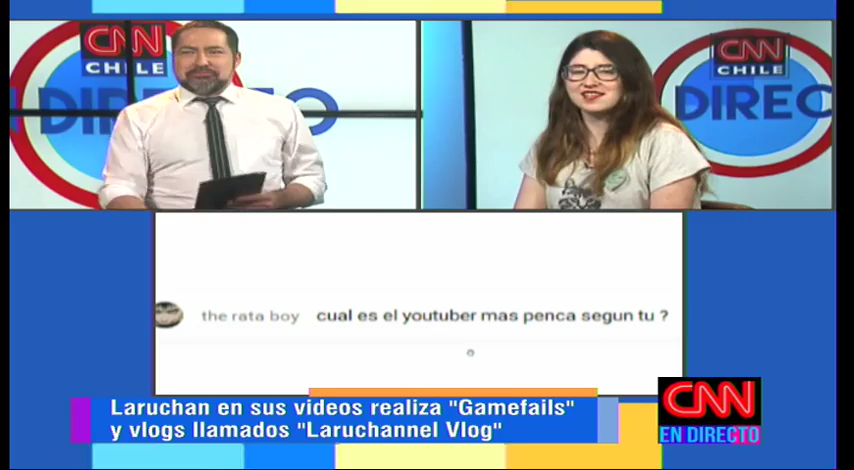 CNN
CHILE
DIREC O
CNN
CHILE
DIREC
the rata boy cual es el youtuber mas penca segun tu ?
Laruchan en sus videos realiza "Gamefails"
y vlogs llamados "Laruchannel Vlog"
CNN
EN DIRECTO